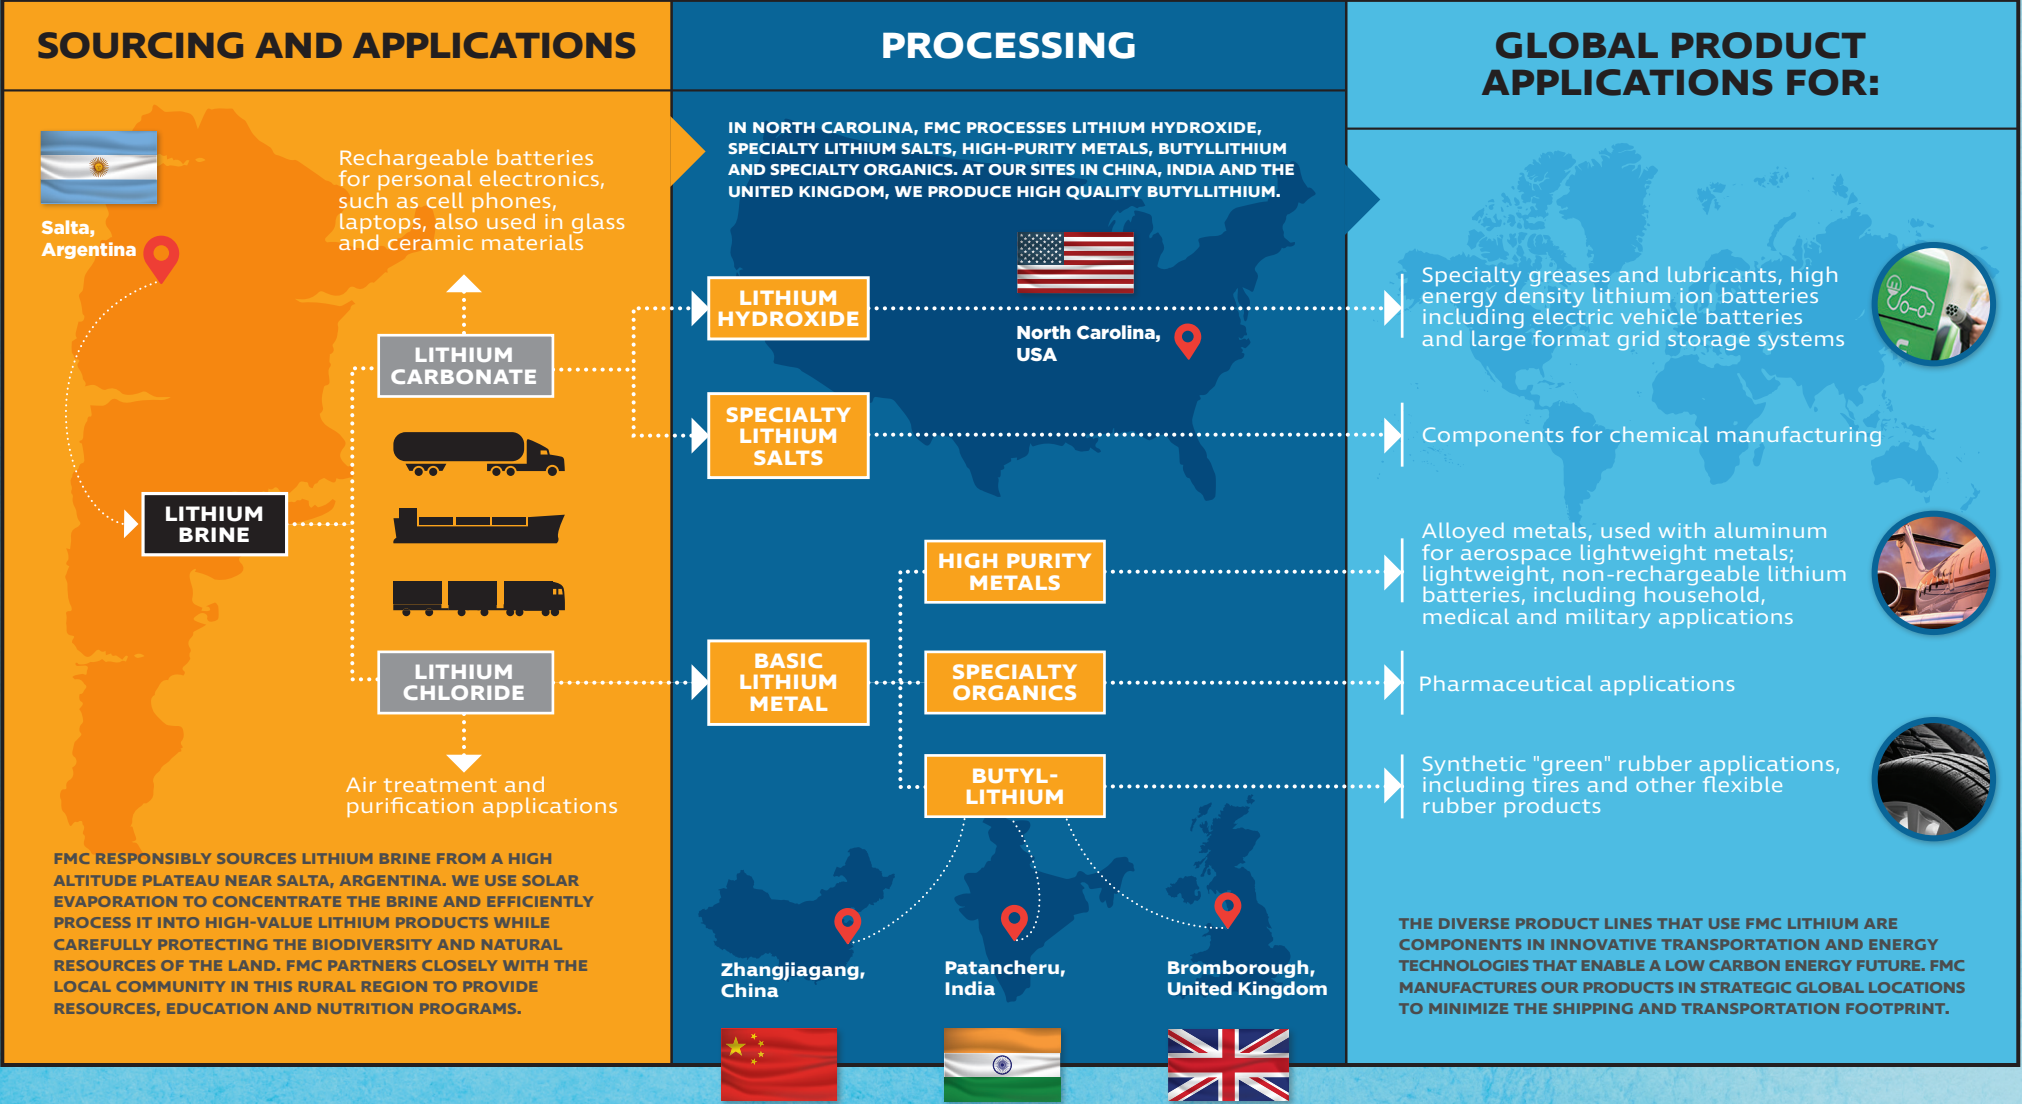 SOURCING AND APPLICATIONS
Salta,
Argentina
Rechargeable batteries
for personal electronics,
such as cell phones,
laptops, also used in glass
and ceramic materials
LITHIUM
CARBONATE
LITHIUM
BRINE
LITHIUM
CHLORIDE
Air treatment and
purification applications
FMC RESPONSIBLY SOURCES LITHIUM BRINE FROM A HIGH
ALTITUDE PLATEAU NEAR SALTA, ARGENTINA. WE USE SOLAR
EVAPORATION TO CONCENTRATE THE BRINE AND EFFICIENTLY
PROCESS IT INTO HIGH-VALUE LITHIUM PRODUCTS WHILE
CAREFULLY PROTECTING THE BIODIVERSITY AND NATURAL
RESOURCES OF THE LAND. FMC PARTNERS CLOSELY WITH THE
LOCAL COMMUNITY IN THIS RURAL REGION TO PROVIDE
RESOURCES, EDUCATION AND NUTRITION PROGRAMS.
PROCESSING
IN NORTH CAROLINA, FMC PROCESSES LITHIUM HYDROXIDE,
SPECIALTY LITHIUM SALTS, HIGH-PURITY METALS, BUTYLLITHIUM
AND SPECIALTY ORGANICS. AT OUR SITES IN CHINA, INDIA AND THE
UNITED KINGDOM, WE PRODUCE HIGH QUALITY BUTYLLITHIUM.
LITHIUM
HYDROXIDE
North Carolina,
USA
SPECIALTY
LITHIUM
SALTS
HIGH PURITY
METALS
BASIC
LITHIUM
METAL
SPECIALTY
ORGANICS
BUTYL-
LITHIUM
Zhangjiagang,
China
Patancheru,
India
Bromborough,
United Kingdom
GLOBAL PRODUCT
APPLICATIONS FOR:
Specialty greases and lubricants, high
energy density lithium ion batteries
including electric vehicle batteries
and large format grid storage systems
Components for chemical manufacturing
Alloyed metals, used with aluminum
for aerospace lightweight metals;
lightweight, non-rechargeable lithium
batteries, including household,
medical and military applications
Pharmaceutical applications
Synthetic "green" rubber applications,
including tires and other flexible
rubber products
THE DIVERSE PRODUCT LINES THAT USE FMC LITHIUM ARE
COMPONENTS IN INNOVATIVE TRANSPORTATION AND ENERGY
TECHNOLOGIES THAT ENABLE A LOW CARBON ENERGY FUTURE. FMC
MANUFACTURES OUR PRODUCTS IN STRATEGIC GLOBAL LOCATIONS
TO MINIMIZE THE SHIPPING AND TRANSPORTATION FOOTPRINT.